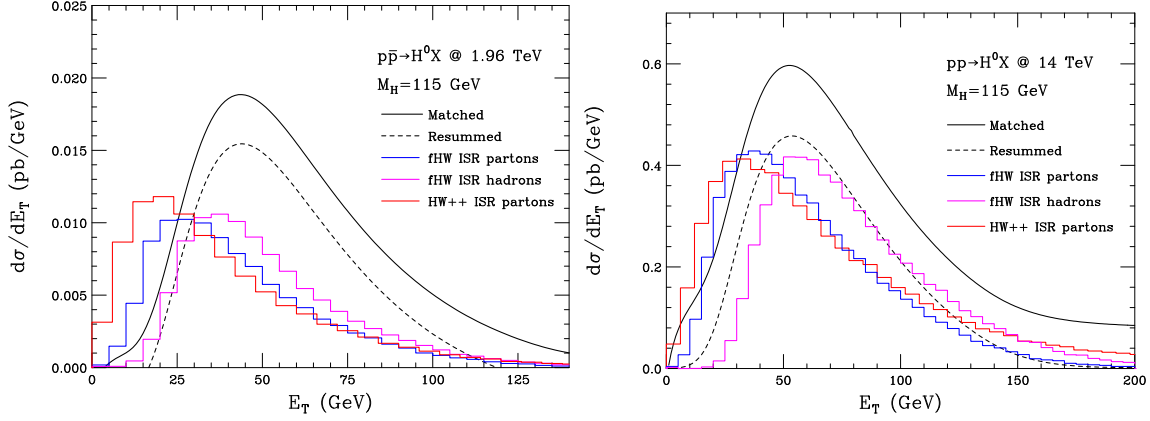 0.025
0.020
0.015
0.010
0.005
0.000
dσ/dE_T (pb/GeV)
pp̄→H⁰X @ 1.96 TeV
M_H=115 GeV
Matched
Resummed
fHW ISR partons
fHW ISR hadrons
HW++ ISR partons
0 25 50 75 100 125
E_T (GeV)
0.6
0.4
0.2
0.0
dσ/dE_T (pb/GeV)
pp→H⁰X @ 14 TeV
M_H=115 GeV
Matched
Resummed
fHW ISR partons
fHW ISR hadrons
HW++ ISR partons
0 50 100 150 200
E_T (GeV)